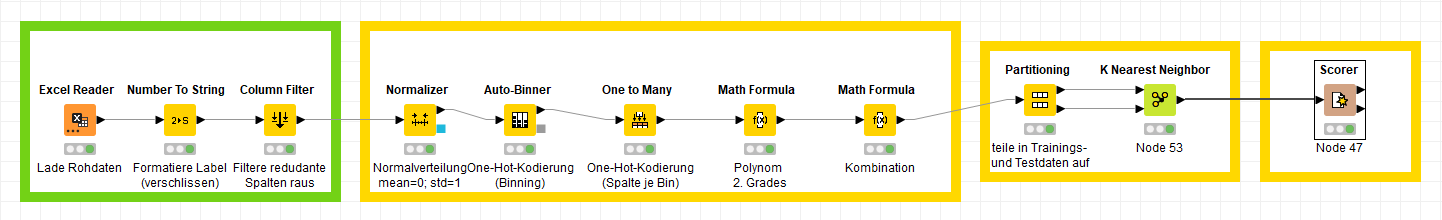 Excel Reader
Number To String
Column Filter
Normalizer
Auto-Binner
One to Many
Math Formula
Math Formula
Partitioning
K Nearest Neighbor
Scorer
2▸S
f(x)
f(x)
Lade Rohdaten
Formatiere Label
(verschlissen)
Filtere redudante
Spalten raus
Normalverteilung
mean=0; std=1
One-Hot-Kodierung
(Binning)
One-Hot-Kodierung
(Spalte je Bin)
Polynom
2. Grades
Kombination
teile in Trainings-
und Testdaten auf
Node 53
Node 47